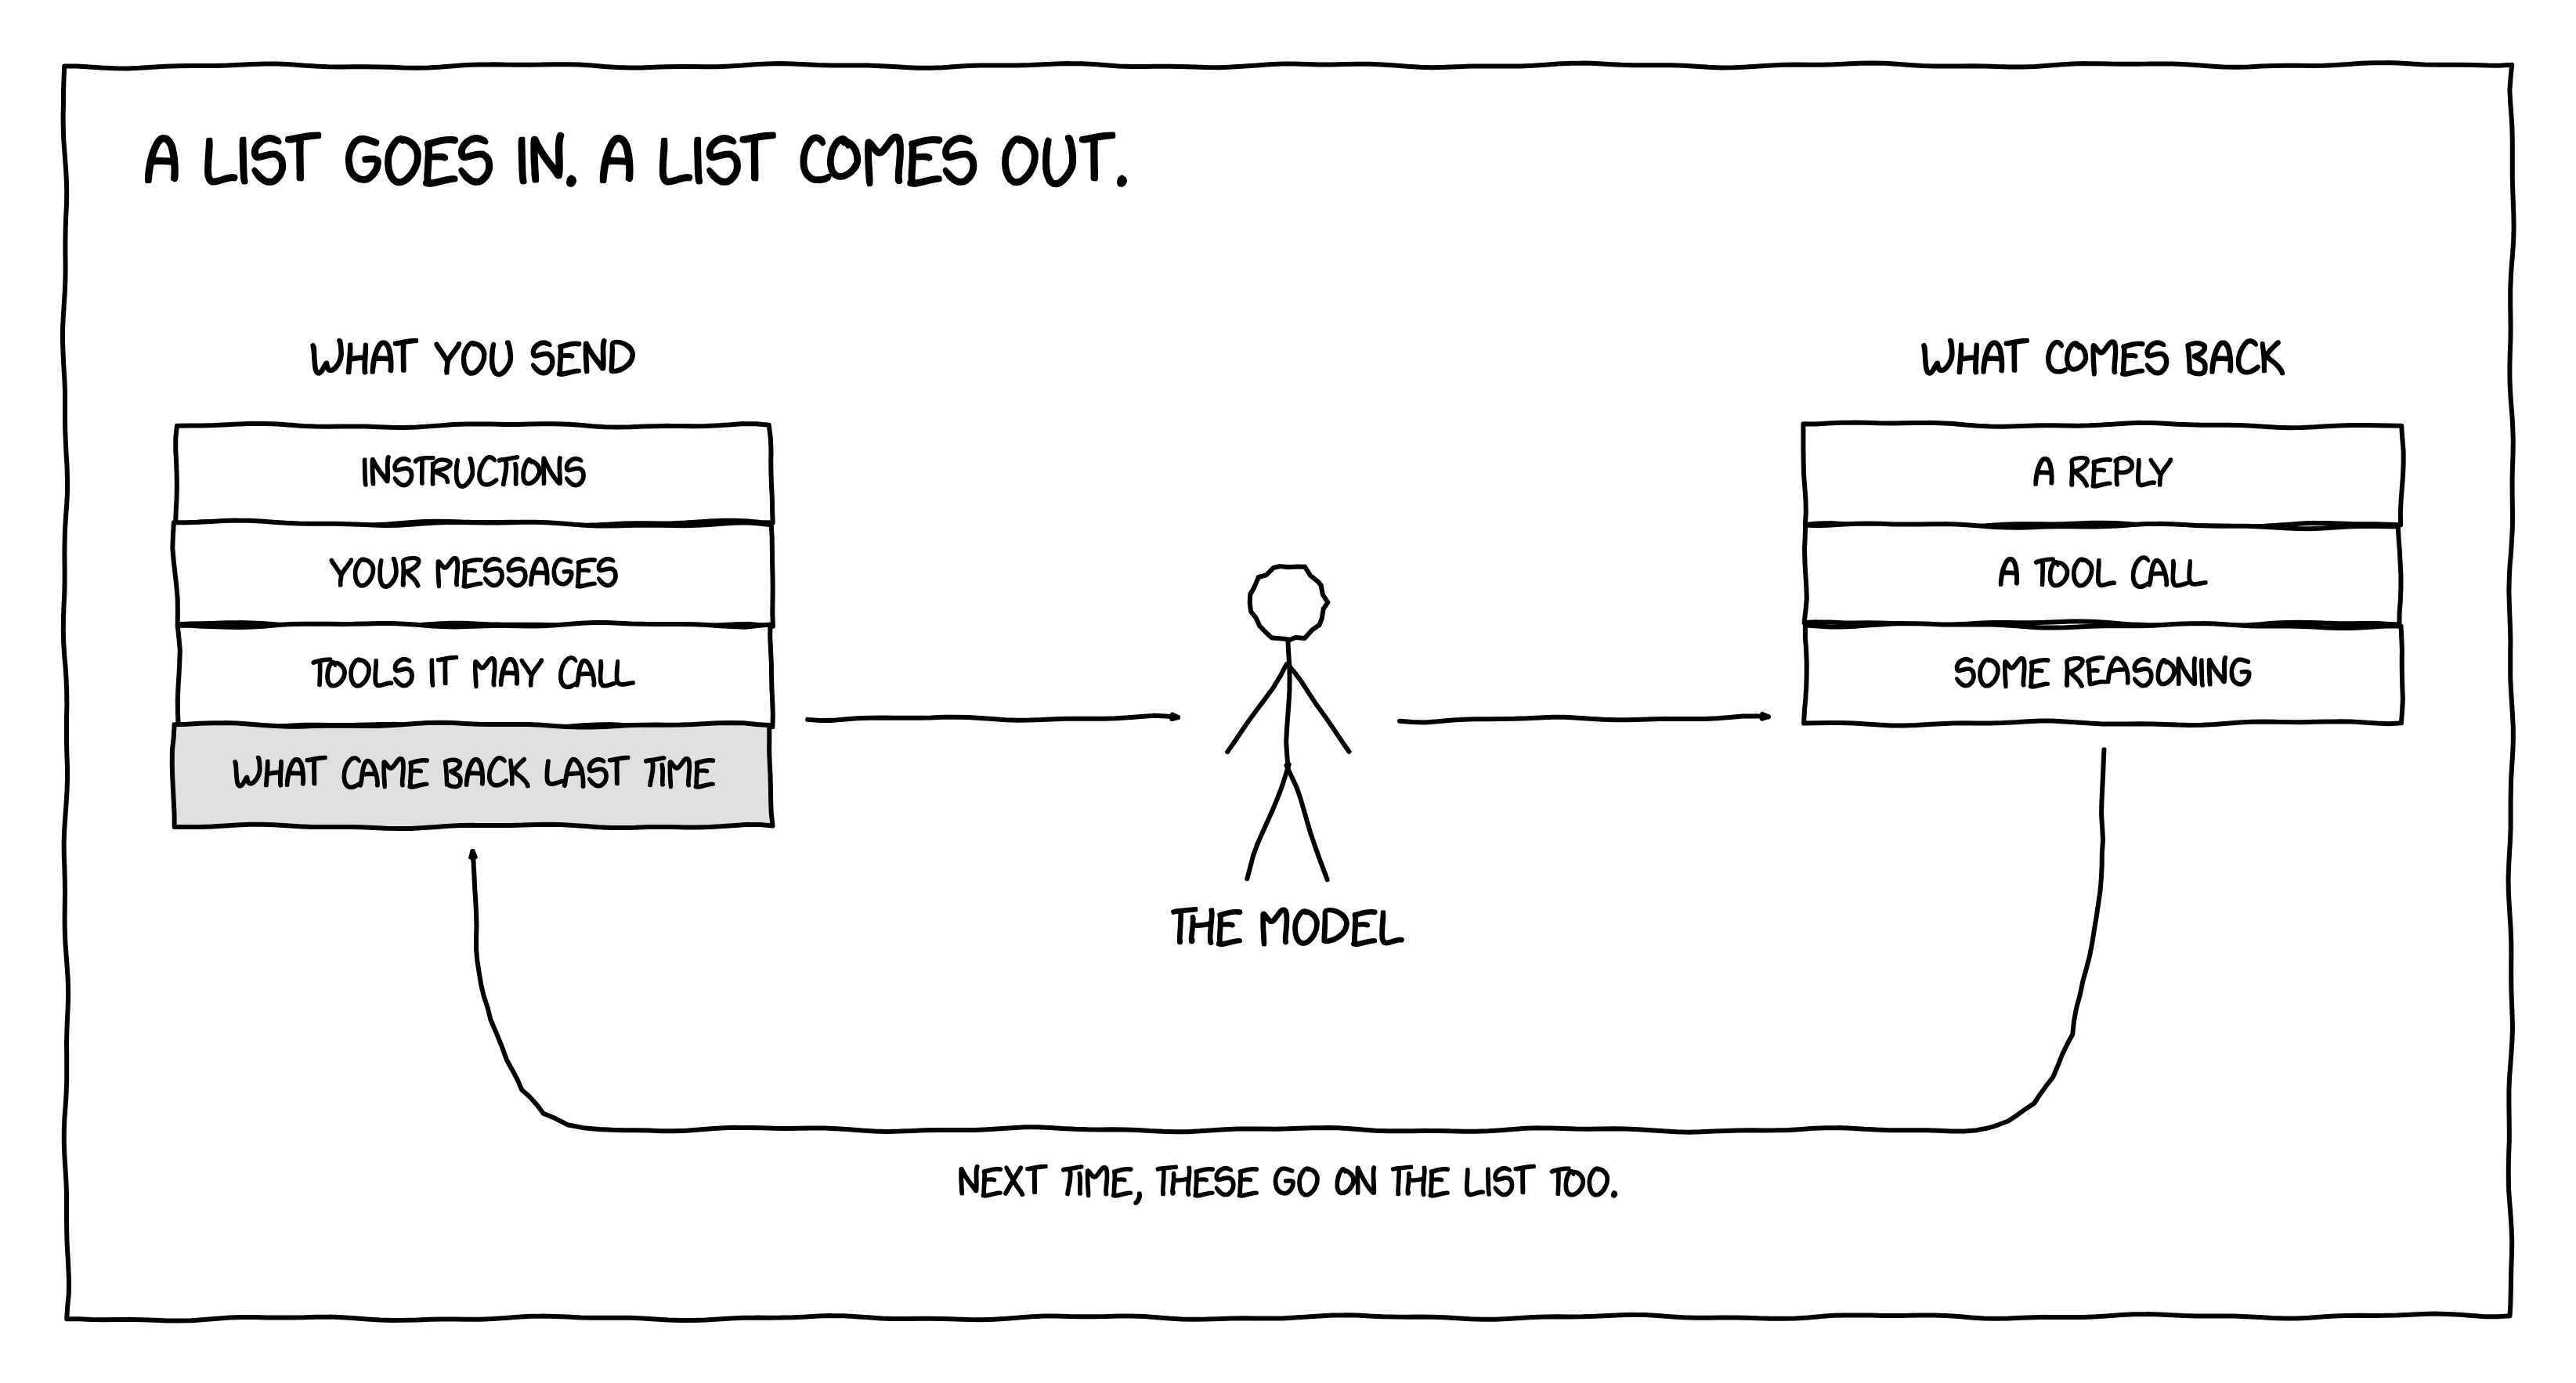 A LIST GOES IN. A LIST COMES OUT.
WHAT YOU SEND
INSTRUCTIONS
YOUR MESSAGES
TOOLS IT MAY CALL
WHAT CAME BACK LAST TIME
THE MODEL
WHAT COMES BACK
A REPLY
A TOOL CALL
SOME REASONING
NEXT TIME, THESE GO ON THE LIST TOO.